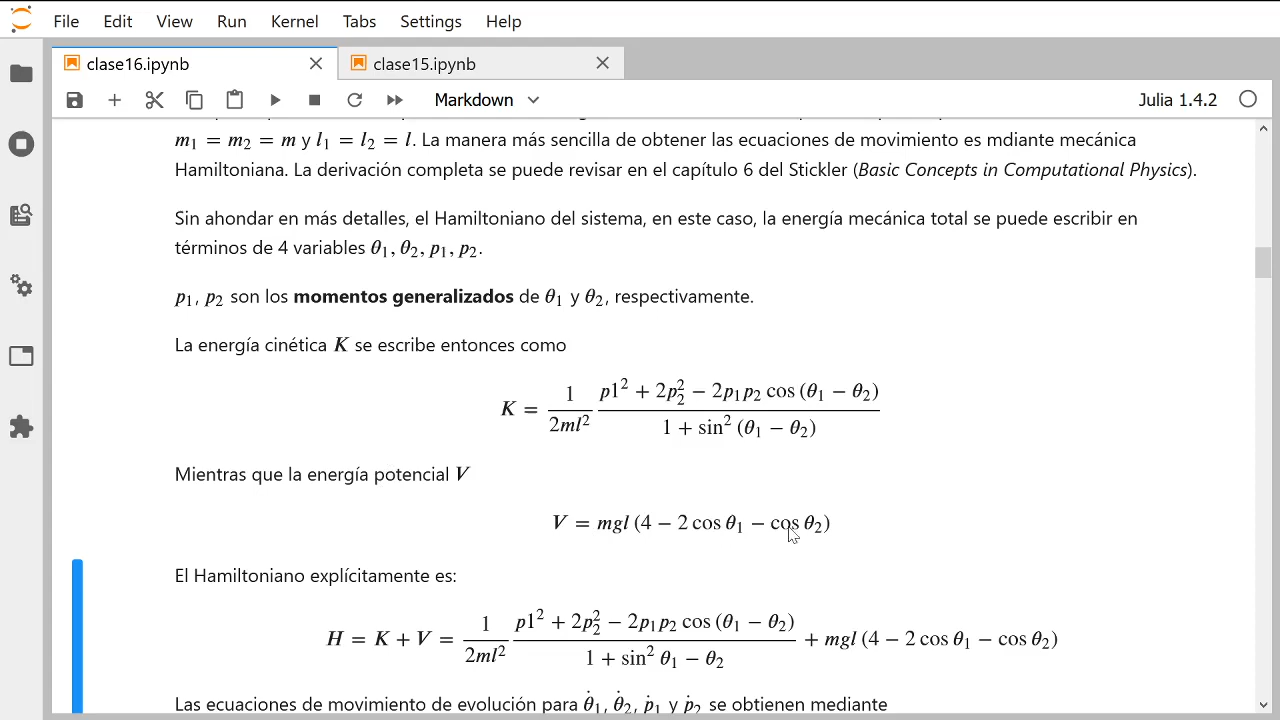 File Edit View Run Kernel Tabs Settings Help
clase16.ipynb clase15.ipynb
Markdown Julia 1.4.2
m₁ = m₂ = m y l₁ = l₂ = l. La manera más sencilla de obtener las ecuaciones de movimiento es mdiante mecánica
Hamiltoniana. La derivación completa se puede revisar en el capítulo 6 del Stickler (Basic Concepts in Computational Physics).
Sin ahondar en más detalles, el Hamiltoniano del sistema, en este caso, la energía mecánica total se puede escribir en
términos de 4 variables θ₁, θ₂, p₁, p₂.
p₁, p₂ son los momentos generalizados de θ₁ y θ₂, respectivamente.
La energía cinética K se escribe entonces como
K = 1/(2ml²) (p1² + 2p₂² − 2p₁p₂ cos (θ₁ − θ₂))/(1 + sin² (θ₁ − θ₂))
Mientras que la energía potencial V
V = mgl (4 − 2 cos θ₁ − cos θ₂)
El Hamiltoniano explícitamente es:
H = K + V = 1/(2ml²) (p1² + 2p₂² − 2p₁p₂ cos (θ₁ − θ₂))/(1 + sin² θ₁ − θ₂) + mgl (4 − 2 cos θ₁ − cos θ₂)
Las ecuaciones de movimiento de evolución para θ̇₁, θ̇₂, ṗ₁ y ṗ₂ se obtienen mediante